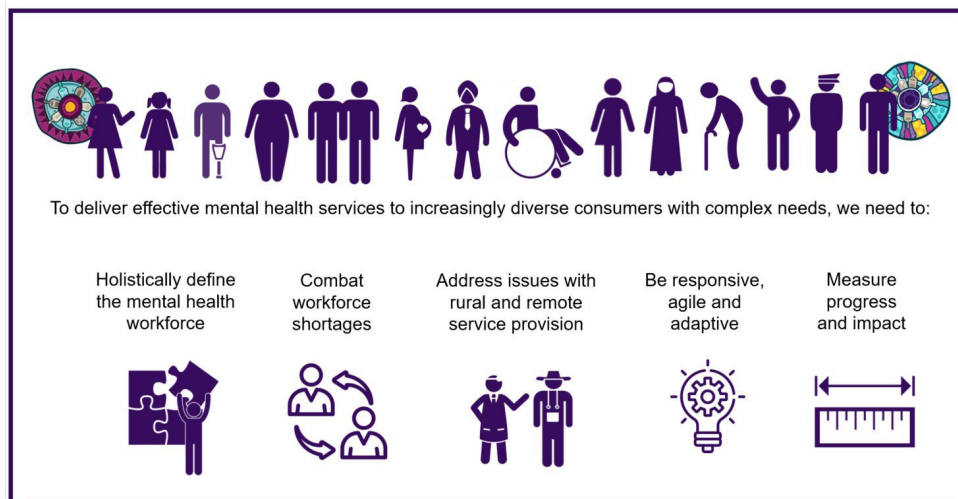 To deliver effective mental health services to increasingly diverse consumers with complex needs, we need to:
Holistically define
the mental health
workforce
Combat
workforce
shortages
Address issues with
rural and remote
service provision
Be responsive,
agile and
adaptive
Measure
progress
and impact